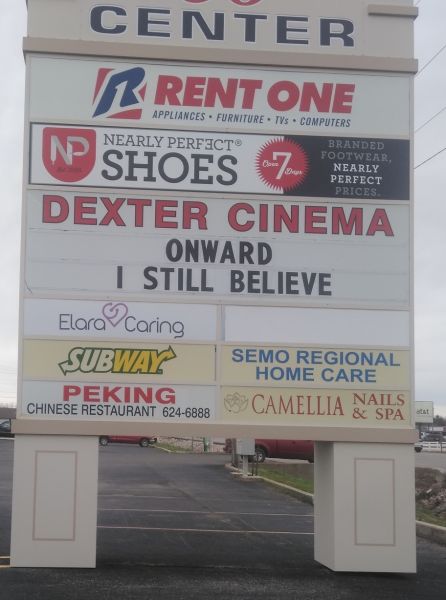 CENTER
RENT ONE
APPLIANCES • FURNITURE • TVs • COMPUTERS
NP
NEARLY PERFECT®
SHOES
Open
7
Days
BRANDED
FOOTWEAR,
NEARLY
PERFECT
PRICES.
DEXTER CINEMA
ONWARD
I STILL BELIEVE
Elara Caring
SUBWAY
SEMO REGIONAL
HOME CARE
PEKING
CHINESE RESTAURANT 624-6888
CAMELLIA NAILS
& SPA
at&t